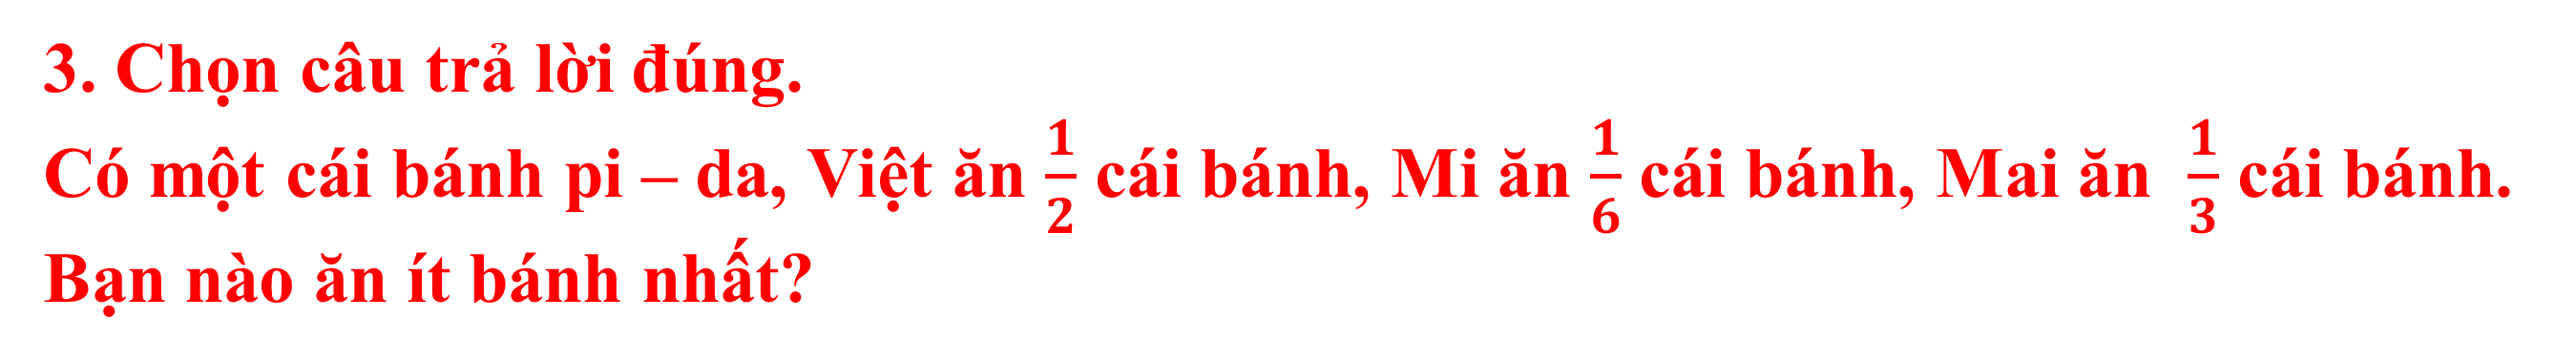 3. Chọn câu trả lời đúng.
Có một cái bánh pi – da, Việt ăn 1/2 cái bánh, Mi ăn 1/6 cái bánh, Mai ăn 1/3 cái bánh.
Bạn nào ăn ít bánh nhất?